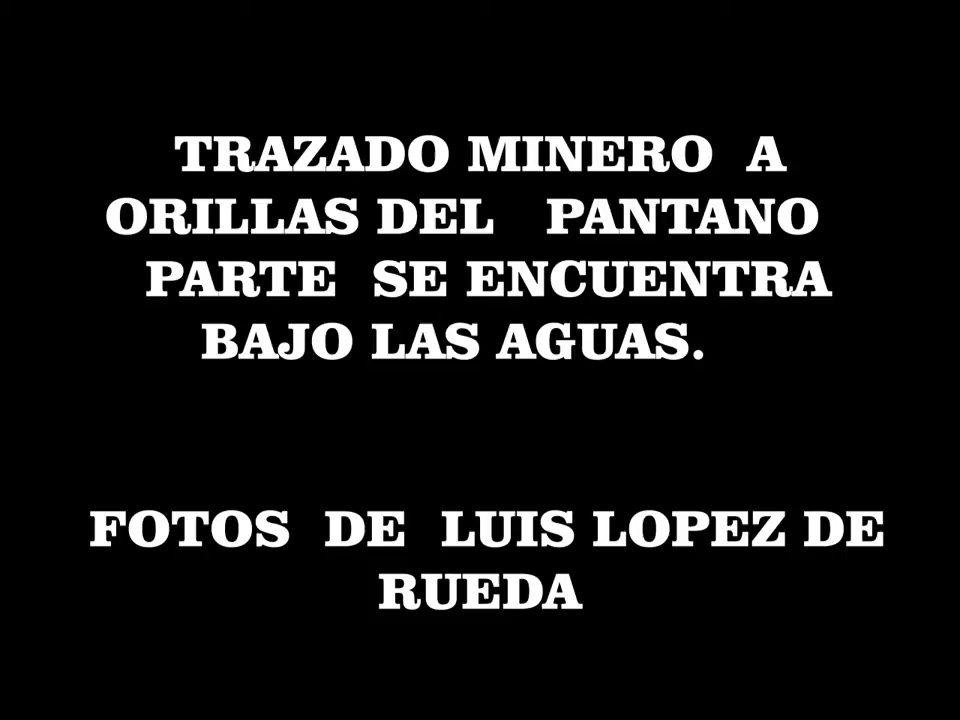 TRAZADO MINERO A
ORILLAS DEL PANTANO
PARTE SE ENCUENTRA
BAJO LAS AGUAS.
FOTOS DE LUIS LOPEZ DE
RUEDA